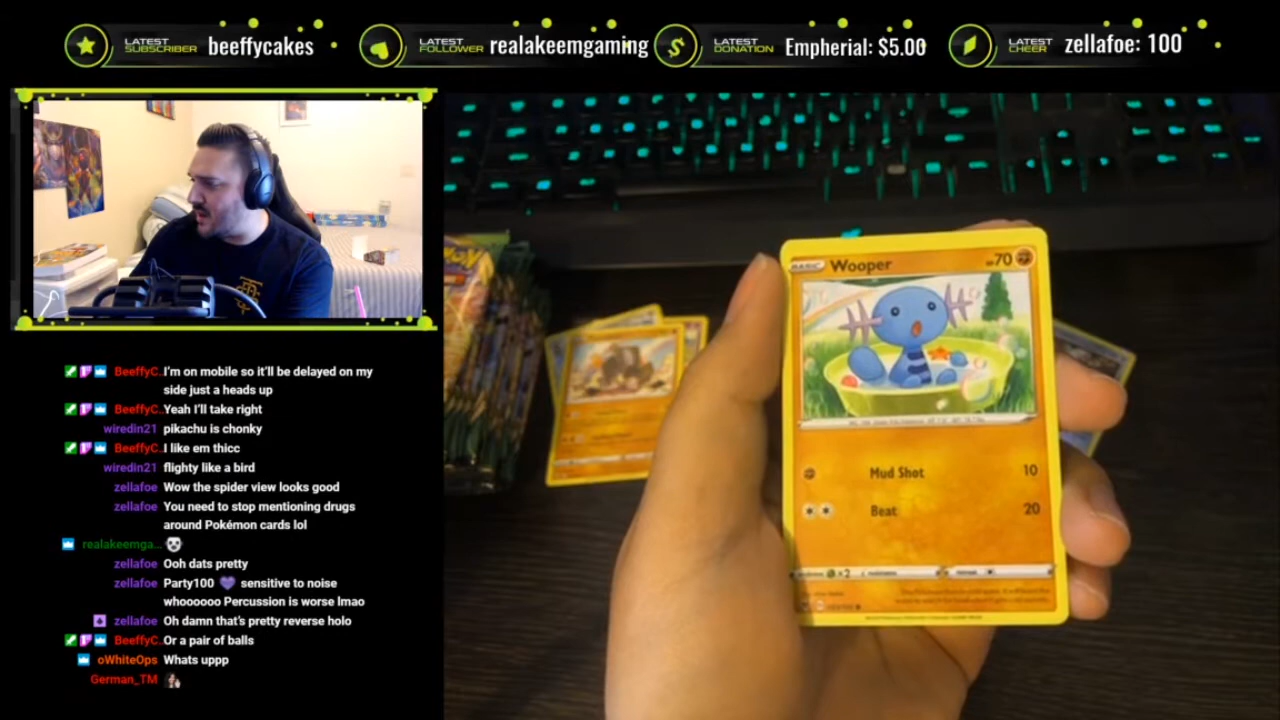 LATEST SUBSCRIBER beeffycakes
LATEST FOLLOWER realakeemgaming
LATEST DONATION Empherial: $5.00
LATEST CHEER zellafoe: 100
BeeffyC.. I'm on mobile so it'll be delayed on my
side just a heads up
BeeffyC.. Yeah I'll take right
wiredin21 pikachu is chonky
BeeffyC.. I like em thicc
wiredin21 flighty like a bird
zellafoe Wow the spider view looks good
zellafoe You need to stop mentioning drugs
around Pokémon cards lol
realakeemga...
zellafoe Ooh dats pretty
zellafoe Party100 💜 sensitive to noise
whoooooo Percussion is worse lmao
zellafoe Oh damn that's pretty reverse holo
BeeffyC.. Or a pair of balls
oWhiteOps Whats uppp
German_TM
BASIC Wooper 70
Mud Shot 10
Beat 20
×2